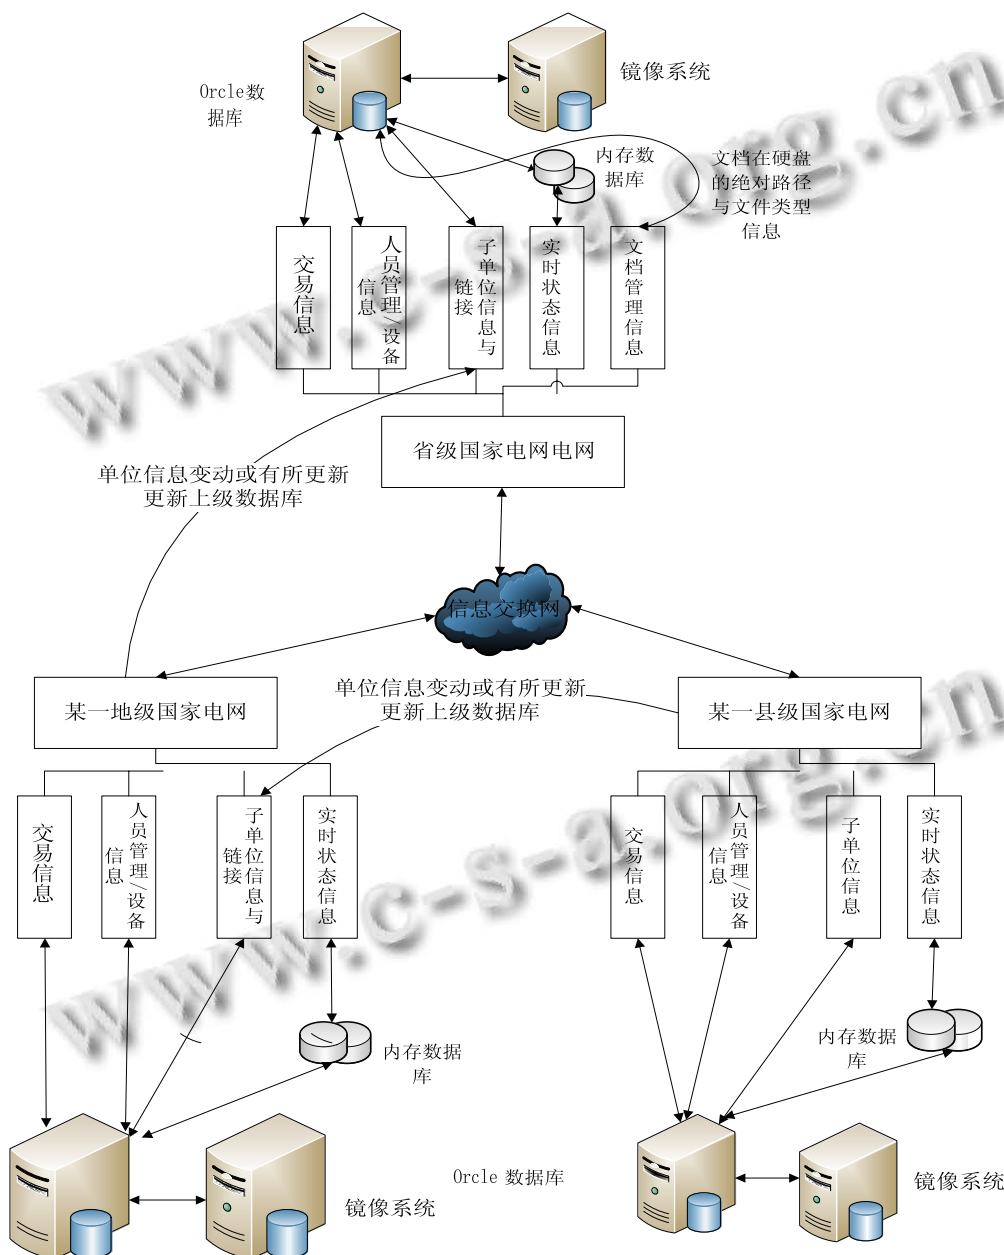 Orcle数
据库
镜像系统
内存数
据库
文档在硬盘
的绝对路径
与文件类型
信息
交易信息
人员管理/设备
信息
子单位信息与
链接
实时状态信息
文档管理信息
省级国家电网电网
单位信息变动或有所更新
更新上级数据库
信息交换网
某一地级国家电网
单位信息变动或有所更新
更新上级数据库
某一县级国家电网
交易信息
人员管理/设备
信息
子单位信息与
链接
实时状态信息
交易信息
人员管理/设备
信息
子单位信息
实时状态信息
内存数据
库
内存数据
库
镜像系统
Orcle 数据库
镜像系统
www.c-s-a.org.cn
www.c-s-a.org.cn